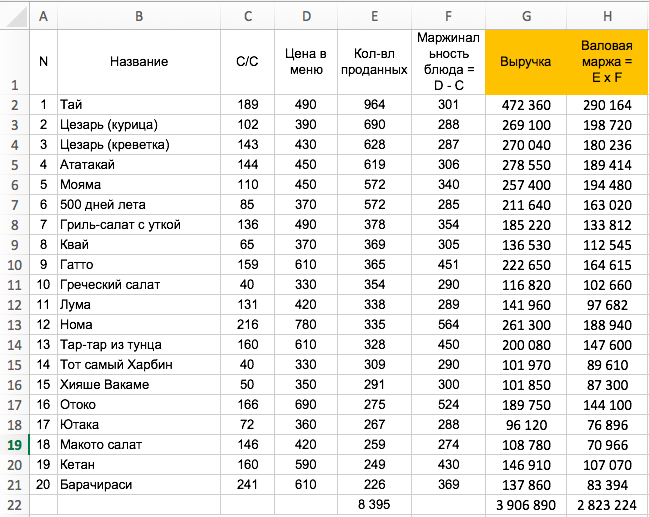 A B C D E F G H
1 N Название С/С Цена в меню Кол-вл проданных Маржинал ьность блюда = D - C Выручка Валовая маржа = E x F
2 1 Тай 189 490 964 301 472 360 290 164
3 2 Цезарь (курица) 102 390 690 288 269 100 198 720
4 3 Цезарь (креветка) 143 430 628 287 270 040 180 236
5 4 Ататакай 144 450 619 306 278 550 189 414
6 5 Мояма 110 450 572 340 257 400 194 480
7 6 500 дней лета 85 370 572 285 211 640 163 020
8 7 Гриль-салат с уткой 136 490 378 354 185 220 133 812
9 8 Квай 65 370 369 305 136 530 112 545
10 9 Гатто 159 610 365 451 222 650 164 615
11 10 Греческий салат 40 330 354 290 116 820 102 660
12 11 Лума 131 420 338 289 141 960 97 682
13 12 Нома 216 780 335 564 261 300 188 940
14 13 Тар-тар из тунца 160 610 328 450 200 080 147 600
15 14 Тот самый Харбин 40 330 309 290 101 970 89 610
16 15 Хияше Вакаме 50 350 291 300 101 850 87 300
17 16 Отоко 166 690 275 524 189 750 144 100
18 17 Ютака 72 360 267 288 96 120 76 896
19 18 Макото салат 146 420 259 274 108 780 70 966
20 19 Кетан 160 590 249 430 146 910 107 070
21 20 Барачираси 241 610 226 369 137 860 83 394
22 8 395 3 906 890 2 823 224